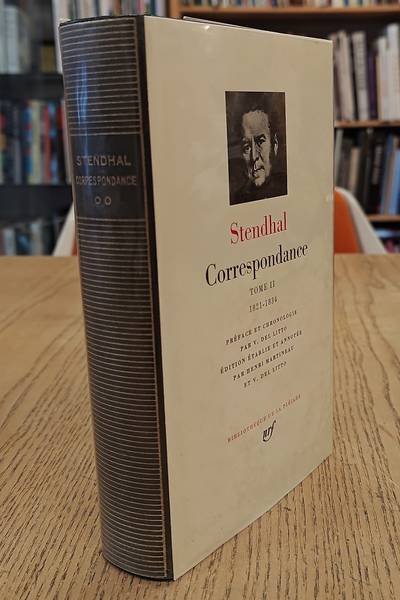 STENDHAL
CORRESPONDANCE
Stendhal
Correspondance
TOME II
1821-1834
PRÉFACE ET CHRONOLOGIE
PAR V. DEL LITTO
ÉDITION ÉTABLIE ET ANNOTÉE
PAR HENRI MARTINEAU
ET V. DEL LITTO
BIBLIOTHÈQUE DE LA PLÉIADE
nrf